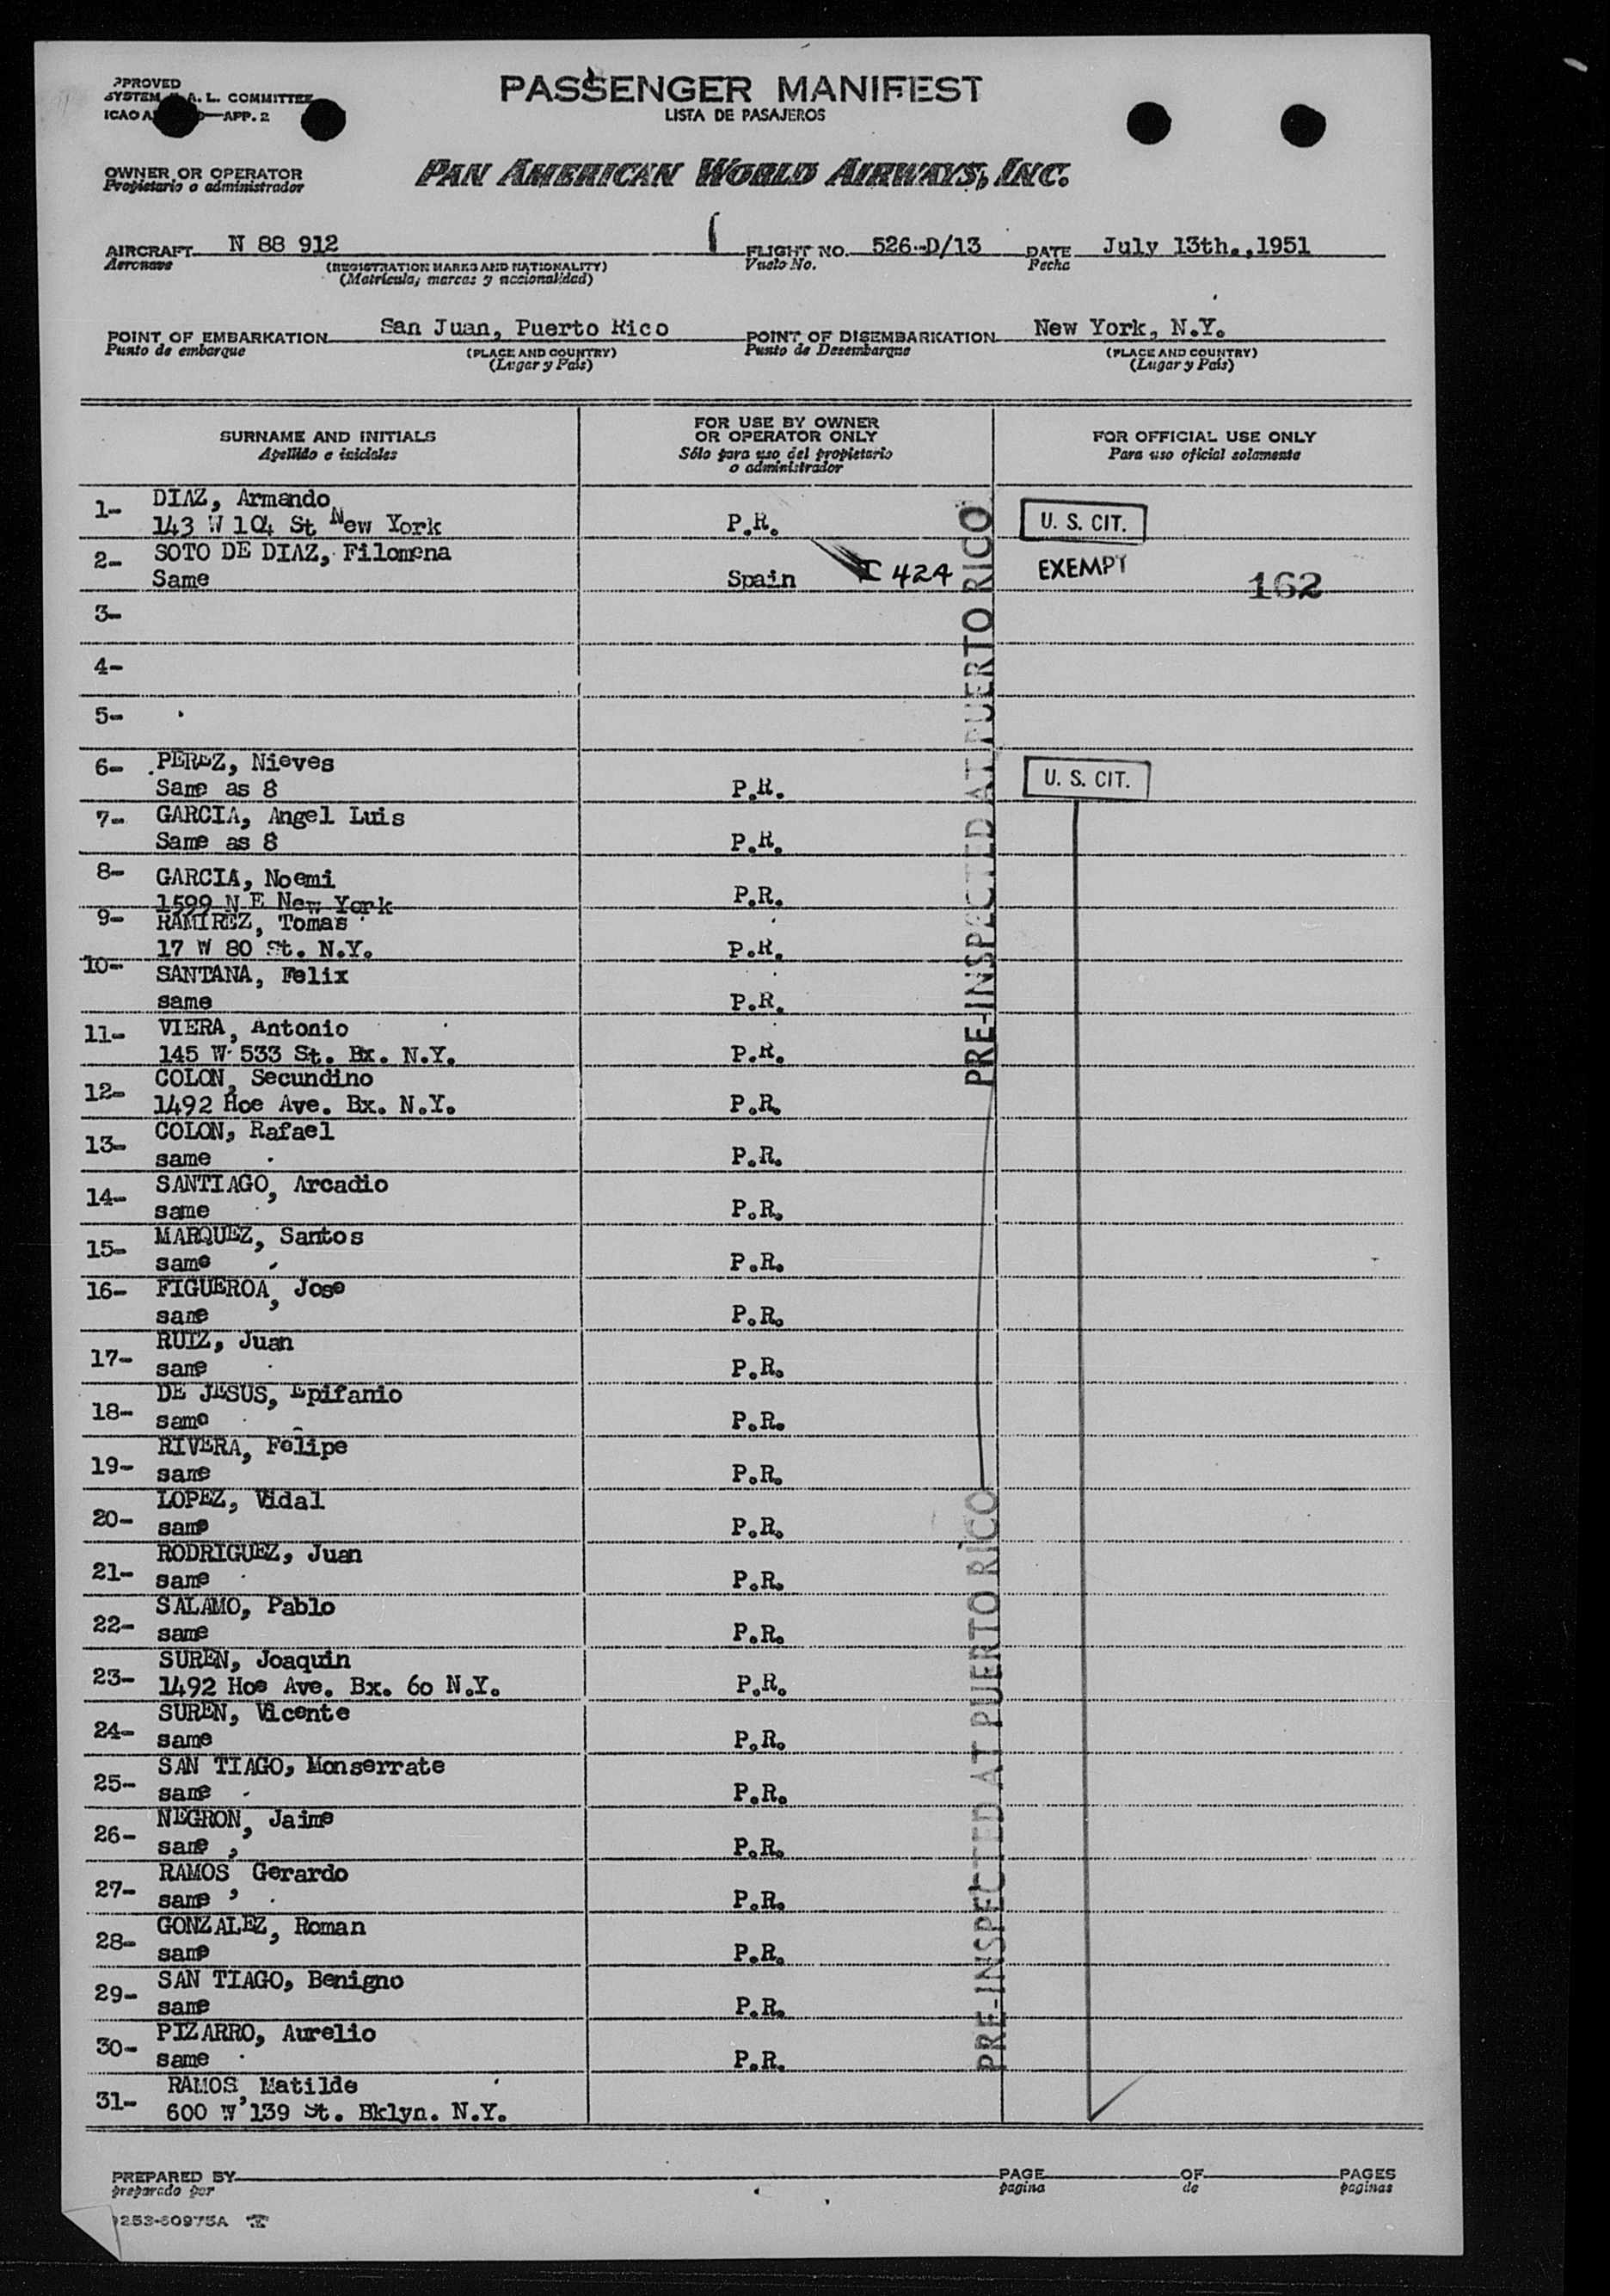 PPROVED
SYSTEM A. L. COMMITTEE
ICAO A —APP. 2
PASSENGER MANIFEST
LISTA DE PASAJEROS
OWNER OR OPERATOR
Propietario o administrador
PAN AMERICAN WORLD AIRWAYS, INC.
AIRCRAFT N 88 912 FLIGHT NO. 526-D/13 DATE July 13th.,1951
Aeronave (REGISTRATION MARKS AND NATIONALITY) Vuelo No. Fecha
(Matrícula, marcas y nacionalidad)
POINT OF EMBARKATION San Juan, Puerto Rico POINT OF DISEMBARKATION New York, N.Y.
Punto de embarque (PLACE AND COUNTRY) Punto de Desembarque (PLACE AND COUNTRY)
(Lugar y País) (Lugar y País)
SURNAME AND INITIALS
Apellido e iniciales
FOR USE BY OWNER
OR OPERATOR ONLY
Sólo para uso del propietario
o administrador
FOR OFFICIAL USE ONLY
Para uso oficial solamente
1- DIAZ, Armando
143 W 104 St New York P.R. U. S. CIT.
2- SOTO DE DIAZ, Filomena
Same Spain I 424 EXEMPT 162
3-
4-
5-
6- PEREZ, Nieves
Same as 8 P.R. U. S. CIT.
7- GARCIA, Angel Luis
Same as 8 P.R.
8- GARCIA, Noemi
1599 N E New York P.R.
9- RAMIREZ, Tomas
17 W 80 St. N.Y. P.R.
10- SANTANA, Felix
same P.R.
11- VIERA, Antonio
145 W 533 St. Bx. N.Y. P.R.
12- COLON, Secundino
1492 Hoe Ave. Bx. N.Y. P.R.
13- COLON, Rafael
same P.R.
14- SANTIAGO, Arcadio
same P.R.
15- MARQUEZ, Santos
same P.R.
16- FIGUEROA, Jose
same P.R.
17- RUIZ, Juan
same P.R.
18- DE JESUS, Epifanio
same P.R.
19- RIVERA, Felipe
same P.R.
20- LOPEZ, Vidal
same P.R.
21- RODRIGUEZ, Juan
same P.R.
22- SALAMO, Pablo
same P.R.
23- SUREN, Joaquin
1492 Hoe Ave. Bx. 60 N.Y. P.R.
24- SUREN, Vicente
same P.R.
25- SAN TIAGO, Monserrate
same P.R.
26- NEGRON, Jaime
same P.R.
27- RAMOS, Gerardo
same P.R.
28- GONZALEZ, Roman
same P.R.
29- SAN TIAGO, Benigno
same P.R.
30- PIZARRO, Aurelio
same P.R.
31- RAMOS, Matilde
600 W 139 St. Bklyn. N.Y.
PRE-INSPECTED AT PUERTO RICO
PRE-INSPECTED AT PUERTO RICO
PREPARED BY PAGE OF PAGES
preparado por pagina de paginas
9253-60975A